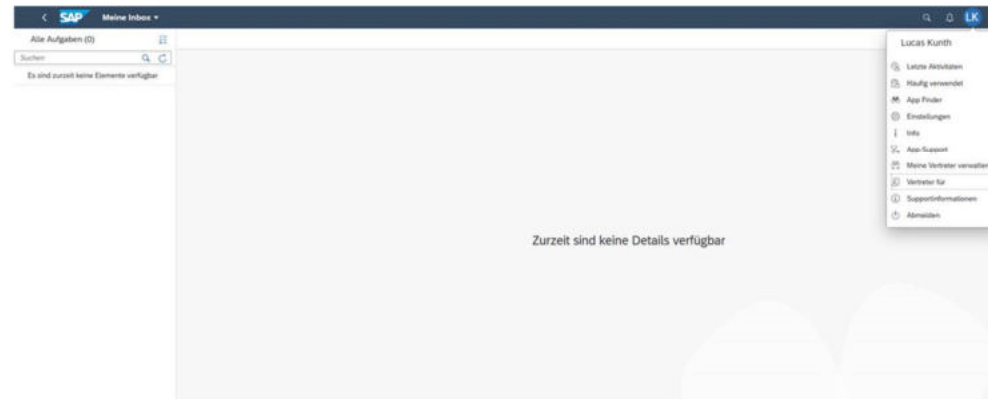 SAP Meine Inbox
LK
Alle Aufgaben (0)
Suchen
Es sind zurzeit keine Elemente verfügbar
Zurzeit sind keine Details verfügbar
Lucas Kunth
Letzte Aktivitäten
Häufig verwendet
App Finder
Einstellungen
Info
App-Support
Meine Vertreter verwalten
Vertreter für
Supportinformationen
Abmelden